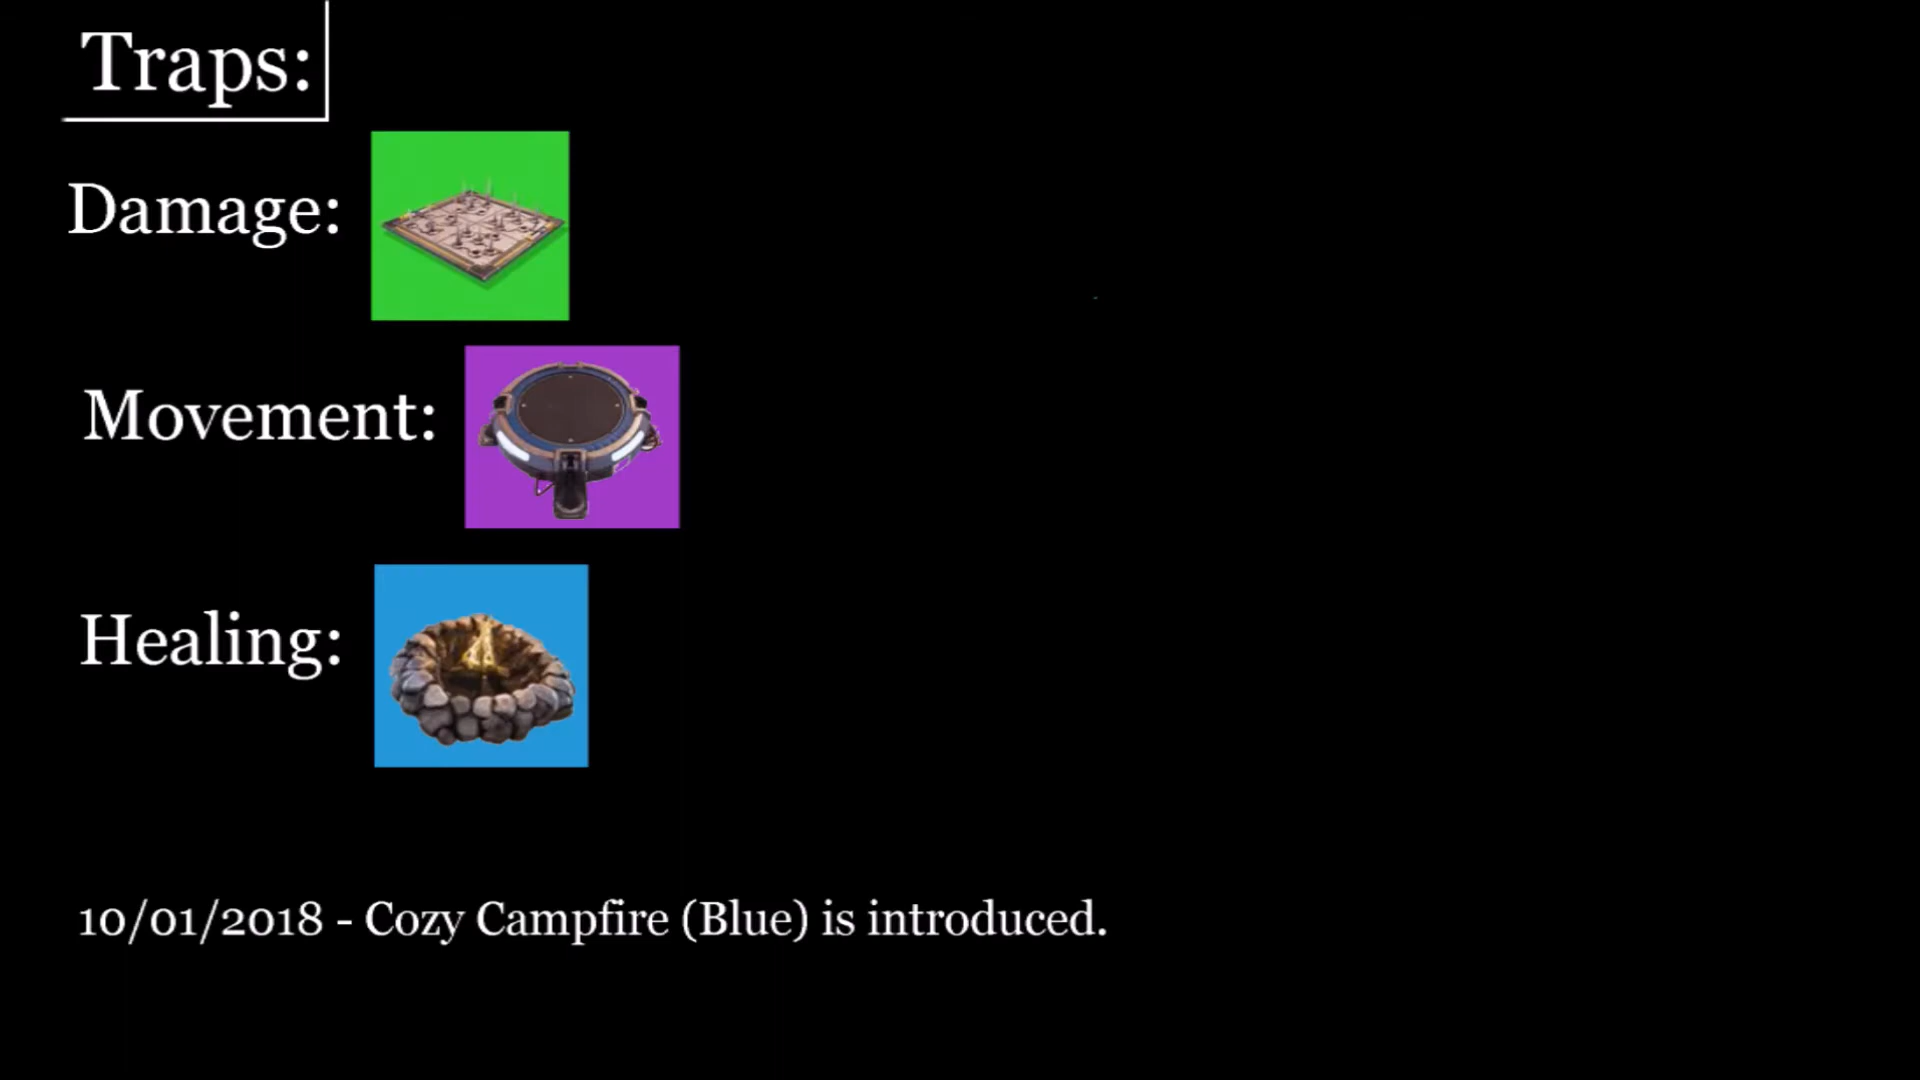 Traps:
Damage:
Movement:
Healing:
10/01/2018 - Cozy Campfire (Blue) is introduced.